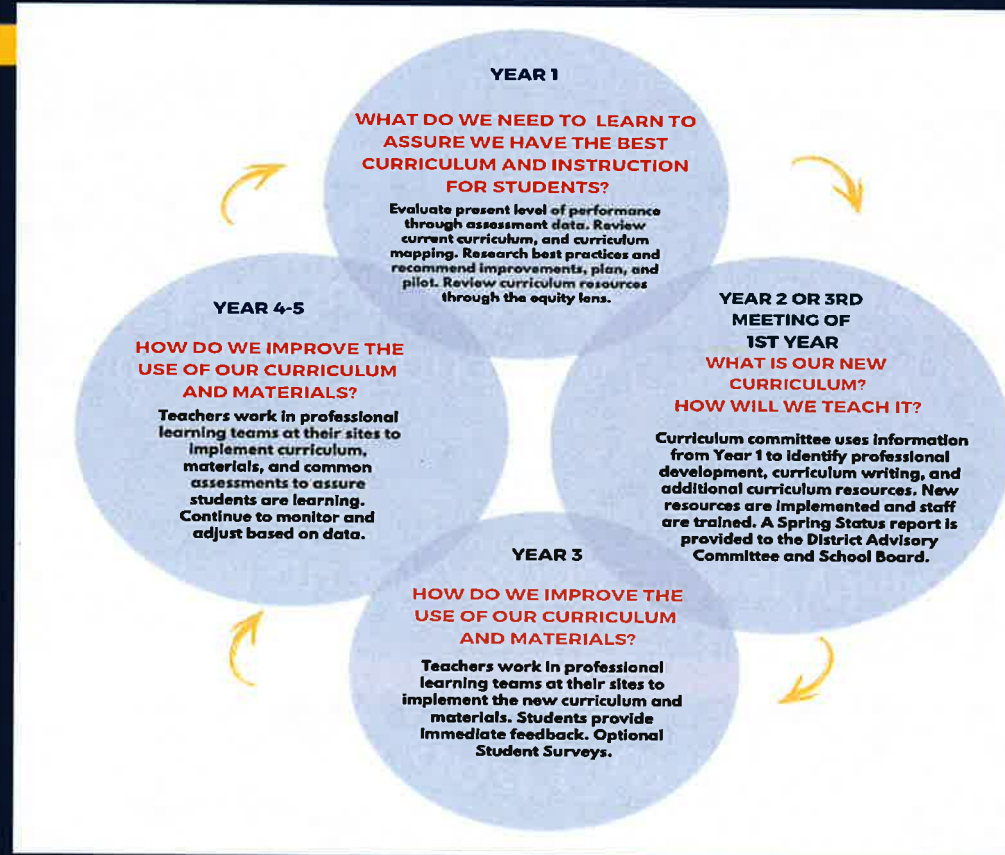 YEAR 1
WHAT DO WE NEED TO LEARN TO
ASSURE WE HAVE THE BEST
CURRICULUM AND INSTRUCTION
FOR STUDENTS?
Evaluate present level of performance
through assessment data. Review
current curriculum, and curriculum
mapping. Research best practices and
recommend improvements, plan, and
pilot. Review curriculum resources
through the equity lens.
YEAR 2 OR 3RD
MEETING OF
1ST YEAR
WHAT IS OUR NEW
CURRICULUM?
HOW WILL WE TEACH IT?
Curriculum committee uses information
from Year 1 to identify professional
development, curriculum writing, and
additional curriculum resources. New
resources are implemented and staff
are trained. A Spring Status report is
provided to the District Advisory
Committee and School Board.
YEAR 3
HOW DO WE IMPROVE THE
USE OF OUR CURRICULUM
AND MATERIALS?
Teachers work in professional
learning teams at their sites to
implement the new curriculum and
materials. Students provide
immediate feedback. Optional
Student Surveys.
YEAR 4-5
HOW DO WE IMPROVE THE
USE OF OUR CURRICULUM
AND MATERIALS?
Teachers work in professional
learning teams at their sites to
implement curriculum,
materials, and common
assessments to assure
students are learning.
Continue to monitor and
adjust based on data.